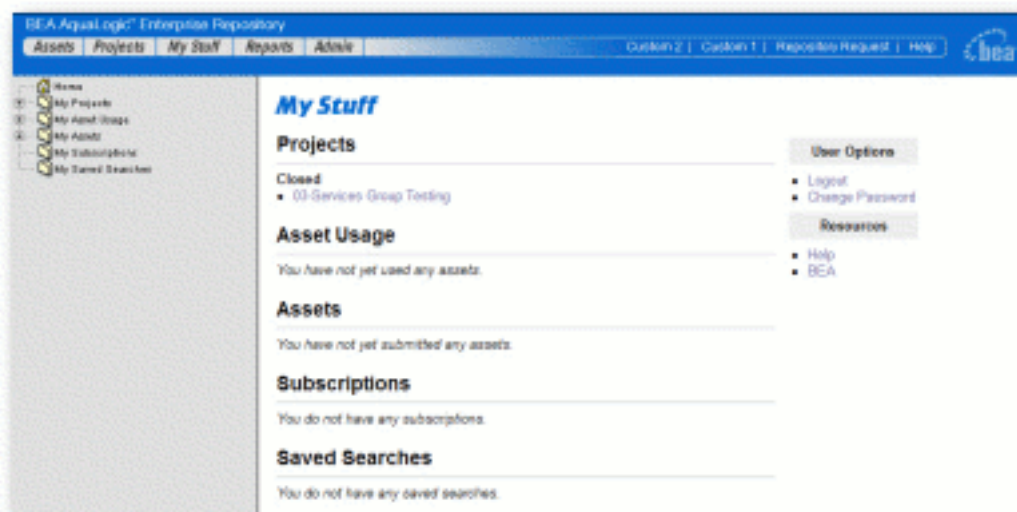 BEA AquaLogic™ Enterprise Repository
Assets | Projects | My Stuff | Reports | Admin
Custom 2 | Custom 1 | Repository Request | Help
bea
Home
My Projects
My Asset Usage
My Assets
My Subscriptions
My Saved Searches
My Stuff
Projects
Closed
03-Services Group Testing
Asset Usage
You have not yet used any assets.
Assets
You have not yet submitted any assets.
Subscriptions
You do not have any subscriptions.
Saved Searches
You do not have any saved searches.
User Options
Logout
Change Password
Resources
Help
BEA